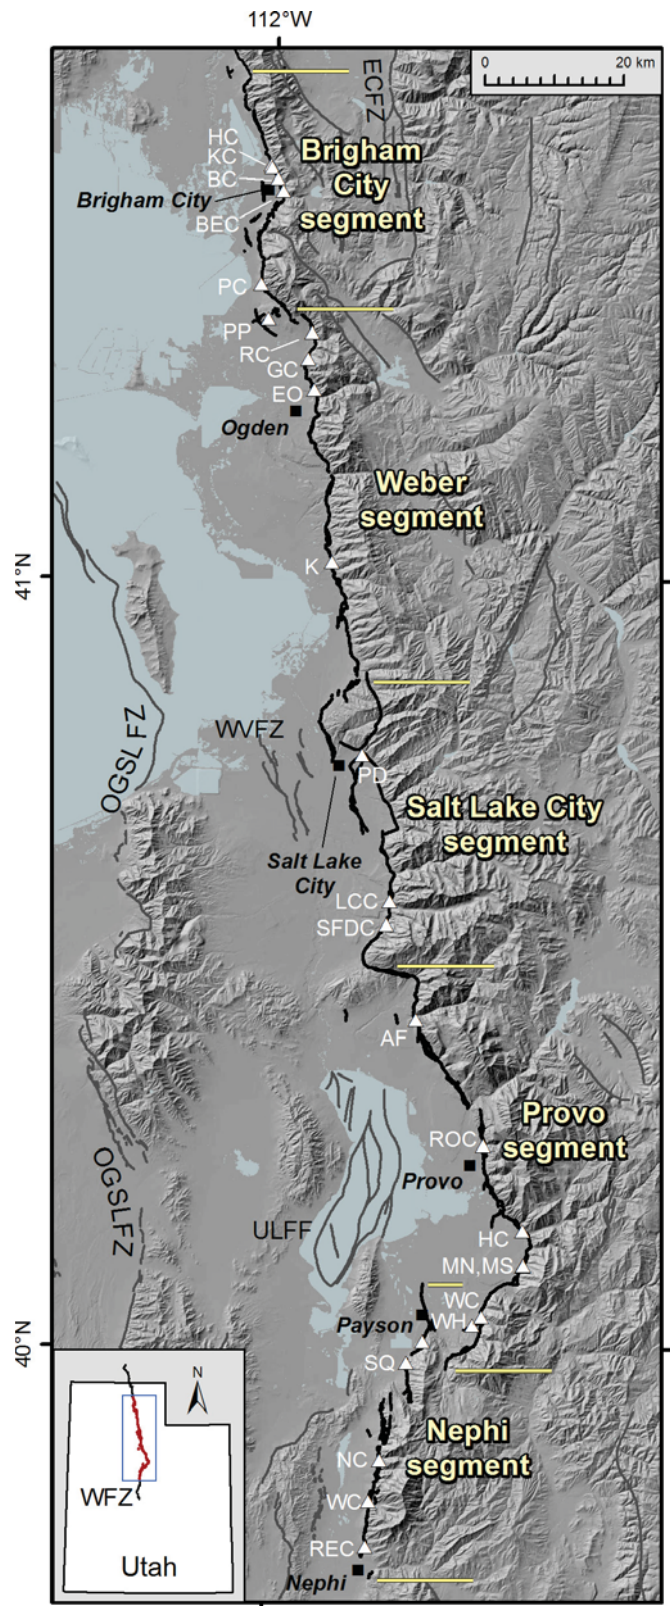 112°W
0 20 km
ECFZ
HC
KC
BC
Brigham City
BEC
Brigham
City
segment
PC
PP
RC
GC
EO
Ogden
Weber
segment
41°N
K
OGSLFZ
WVFZ
PD
Salt Lake City
segment
Salt Lake
City
LCC
SFDC
AF
Provo
segment
ROC
Provo
OGSLFZ
ULFF
HC
MN,MS
WC
WH
Payson
40°N
SQ
Nephi
segment
NC
WC
REC
Nephi
N
WFZ
Utah